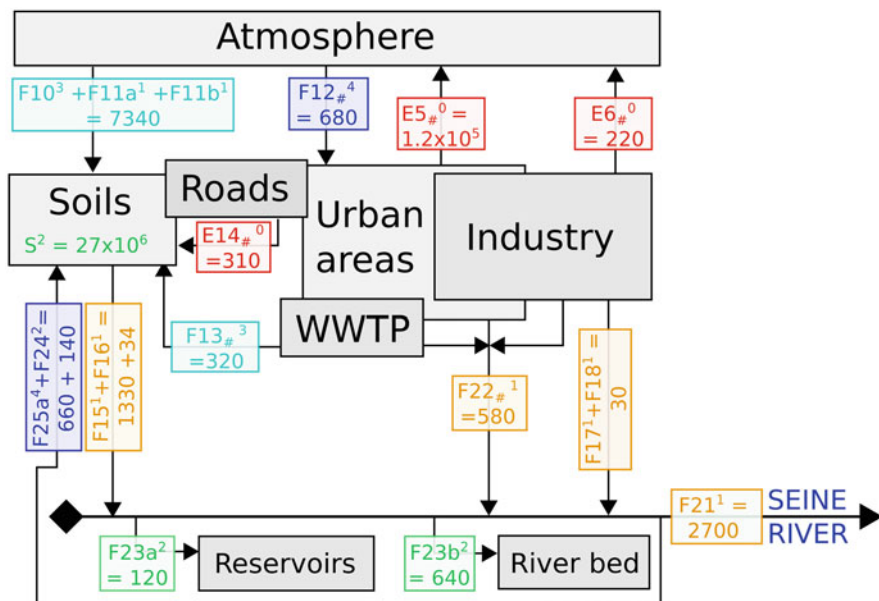 Atmosphere
F10³ +F11a¹ +F11b¹
= 7340
F12#⁴
= 680
E5#⁰ =
1.2x10⁵
E6#⁰
= 220
Soils
S² = 27x10⁶
Roads
E14#⁰
=310
Urban
areas
Industry
WWTP
F13#³
=320
F25a⁴+F24²=
660 + 140
F15¹+F16¹ =
1330 +34
F22#¹
=580
F17¹+F18¹ =
30
F21¹ =
2700
SEINE
RIVER
F23a²
= 120
Reservoirs
F23b²
= 640
River bed